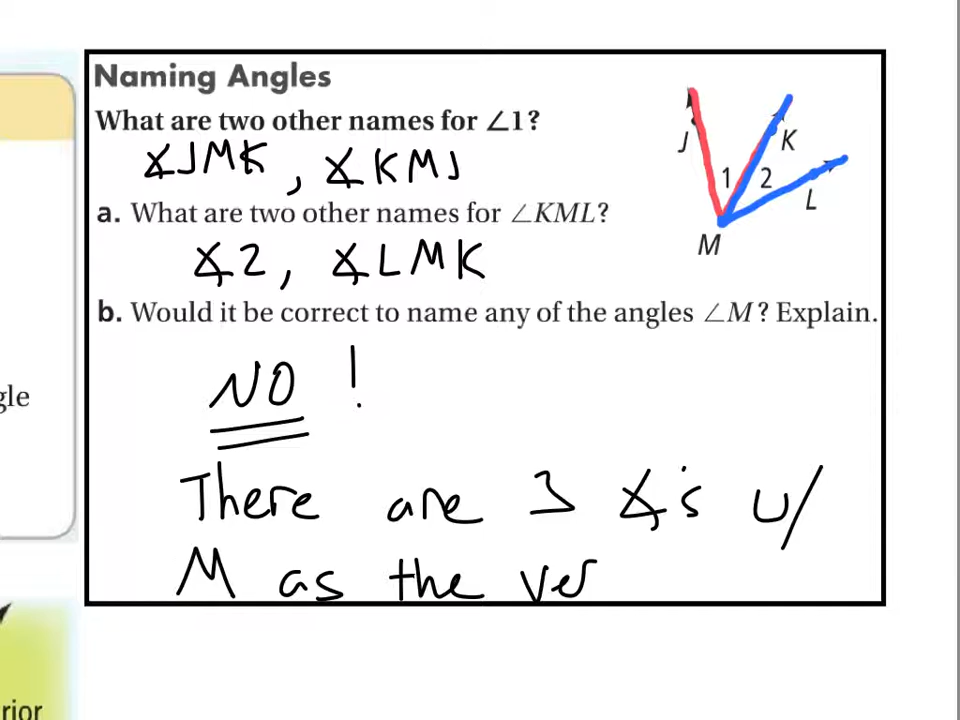 Naming Angles
What are two other names for ∠1?
∡JMK, ∡KMJ
a. What are two other names for ∠KML?
∡2, ∡LMK
b. Would it be correct to name any of the angles ∠M? Explain.
NO!
There are 3 ∡'s w/
M as the ver
J
K
1
2
L
M
gle
rior